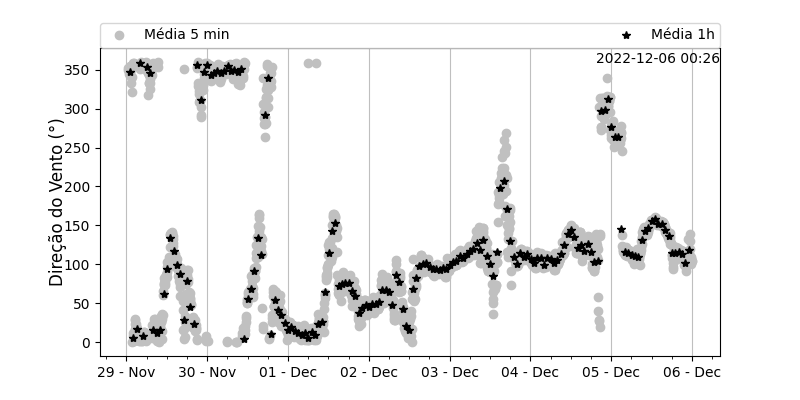 Média 5 min
Média 1h
2022-12-06 00:26
Direção do Vento (°)
350
300
250
200
150
100
50
0
29 - Nov
30 - Nov
01 - Dec
02 - Dec
03 - Dec
04 - Dec
05 - Dec
06 - Dec